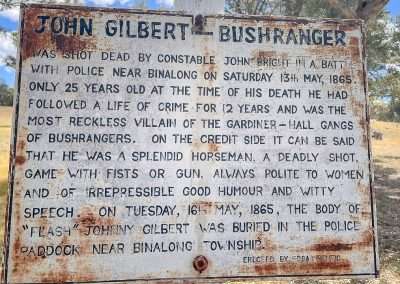 JOHN GILBERT - BUSHRANGER
WAS SHOT DEAD BY CONSTABLE JOHN BRIGHT IN A BATT
WITH POLICE NEAR BINALONG ON SATURDAY 13TH MAY, 1865.
ONLY 25 YEARS OLD AT THE TIME OF HIS DEATH HE HAD
FOLLOWED A LIFE OF CRIME FOR 12 YEARS AND WAS THE
MOST RECKLESS VILLAIN OF THE GARDINER-HALL GANGS
OF BUSHRANGERS. ON THE CREDIT SIDE IT CAN BE SAID
THAT HE WAS A SPLENDID HORSEMAN. A DEADLY SHOT.
GAME WITH FISTS OR GUN, ALWAYS POLITE TO WOMEN
AND OF IRREPRESSIBLE GOOD HUMOUR AND WITTY
SPEECH. ON TUESDAY, 16TH MAY, 1865, THE BODY OF
"FLASH" JOHNNY GILBERT WAS BURIED IN THE POLICE
PADDOCK NEAR BINALONG TOWNSHIP.
ERECTED BY